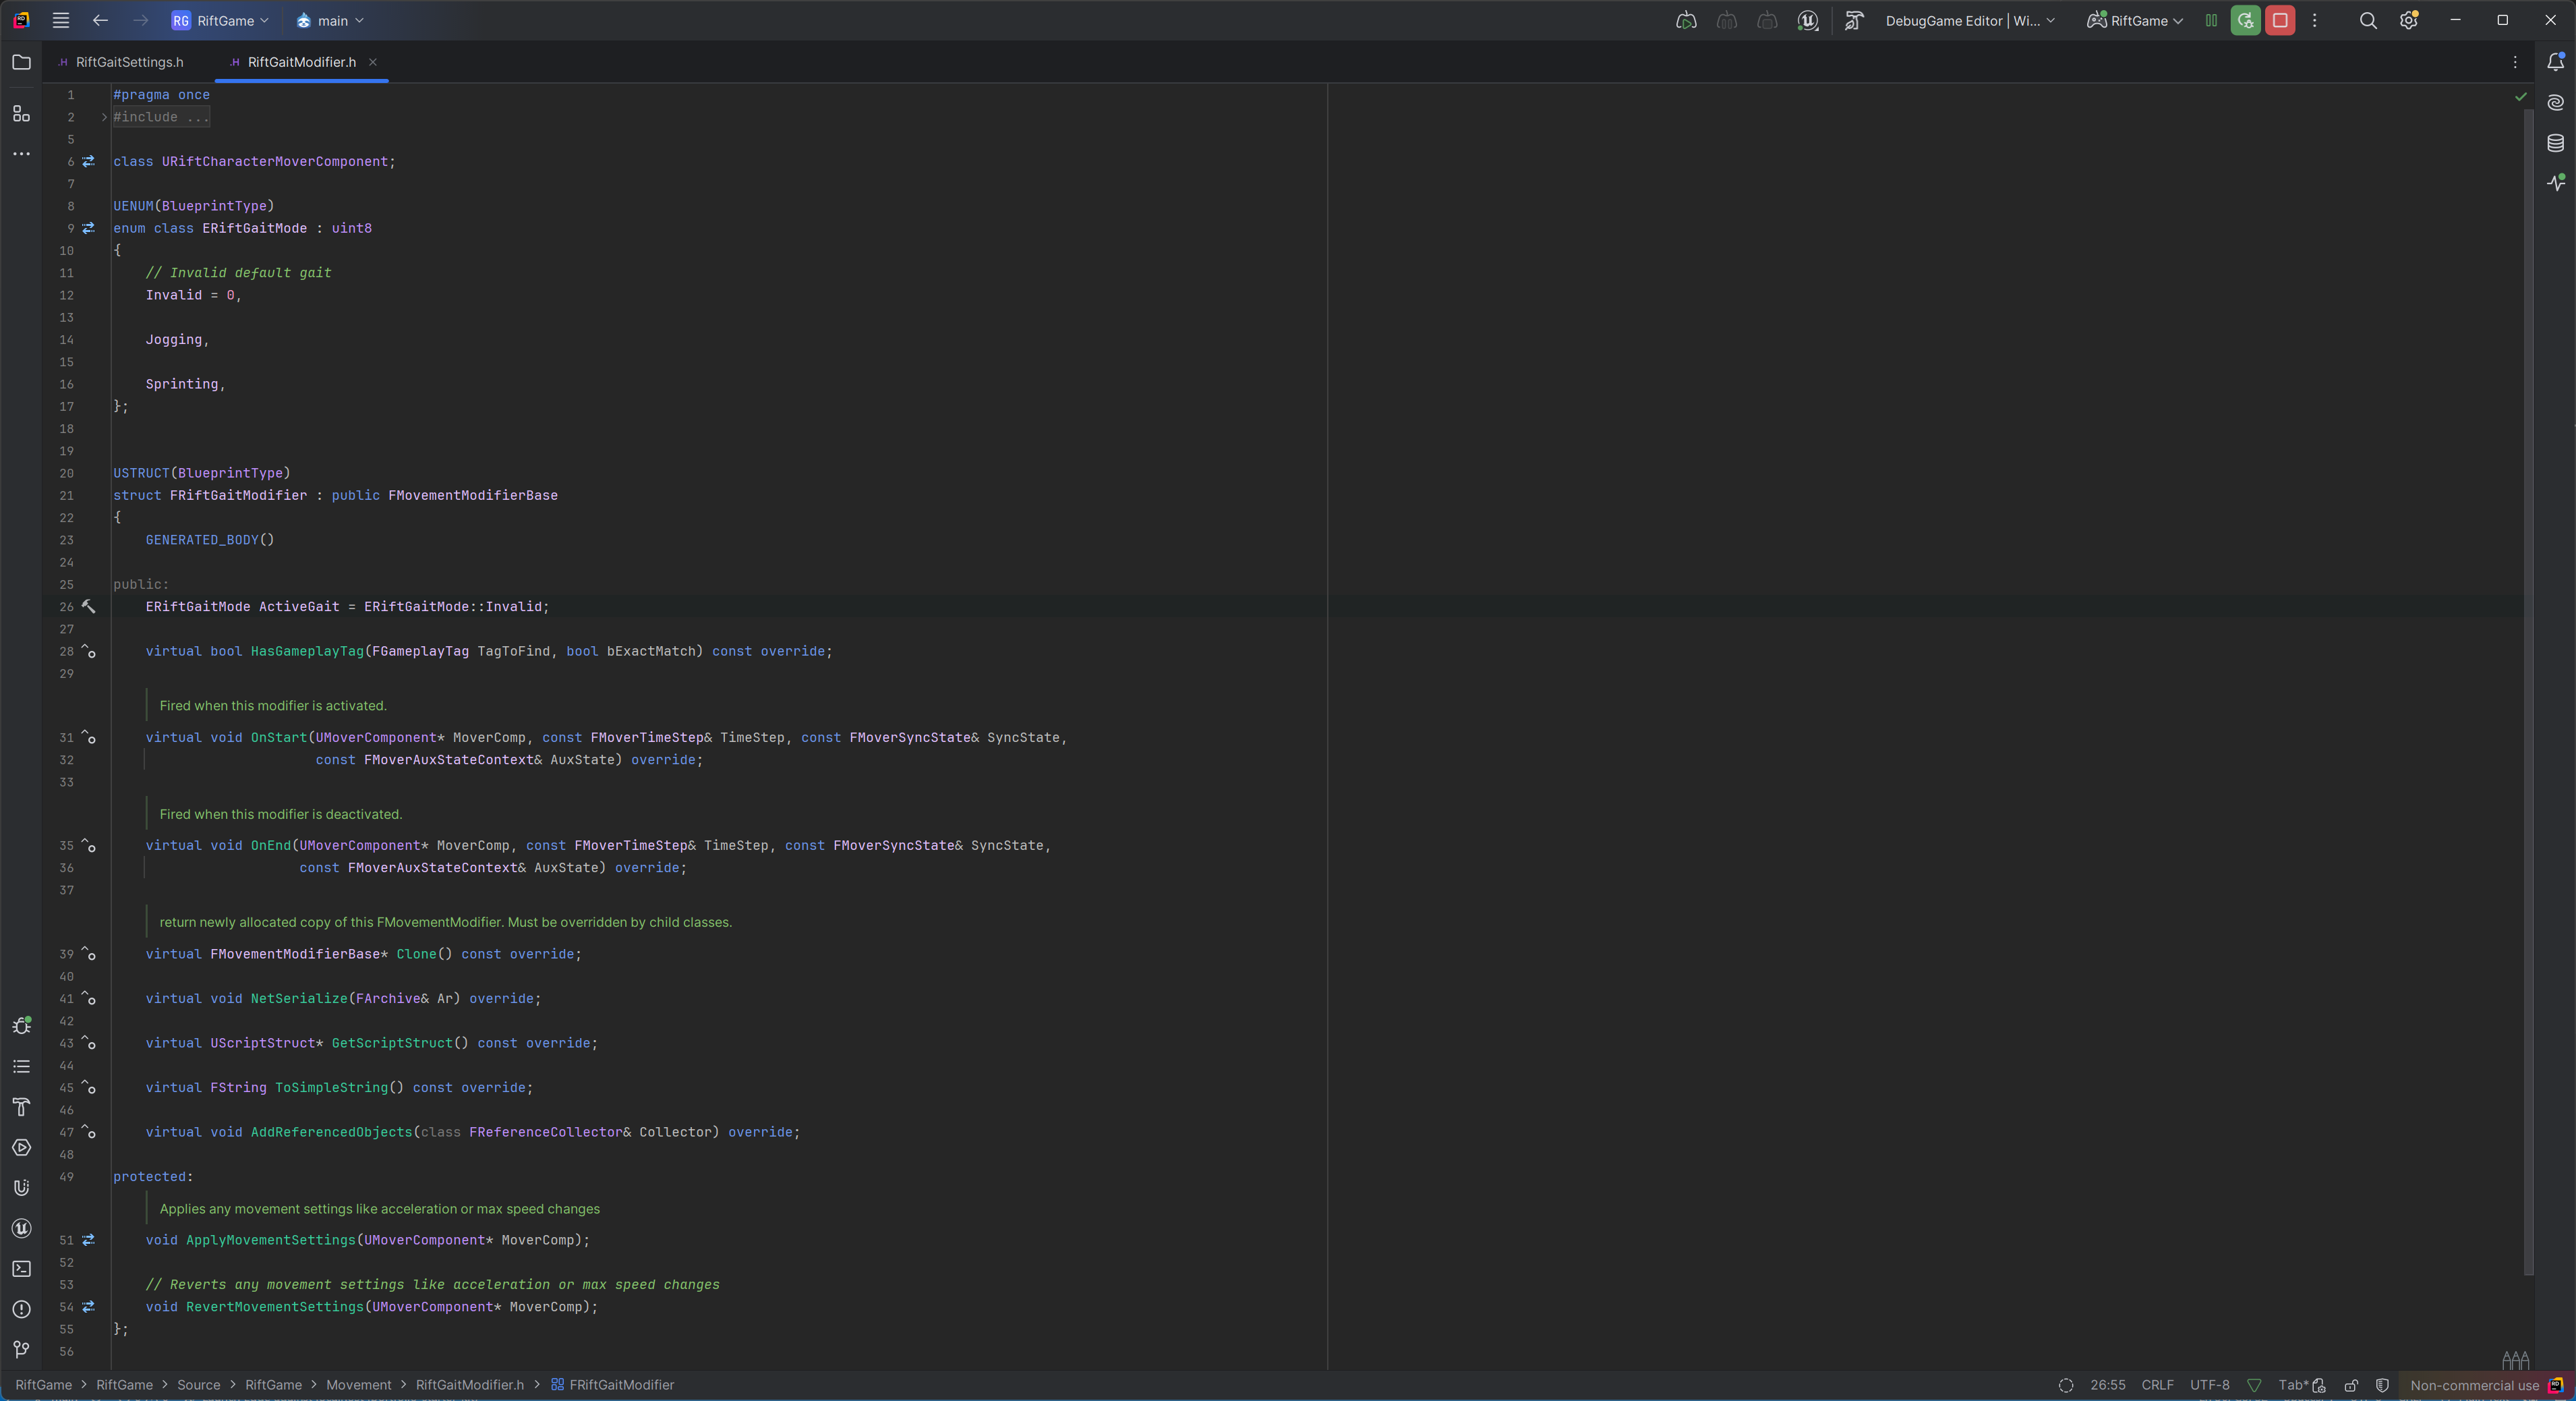 RG RiftGame main DebugGame Editor | Wi... RiftGame
RiftGaitSettings.h RiftGaitModifier.h
1 #pragma once
2 #include ...
5
6 class URiftCharacterMoverComponent;
7
8 UENUM(BlueprintType)
9 enum class ERiftGaitMode : uint8
10 {
11 // Invalid default gait
12 Invalid = 0,
13
14 Jogging,
15
16 Sprinting,
17 };
18
19
20 USTRUCT(BlueprintType)
21 struct FRiftGaitModifier : public FMovementModifierBase
22 {
23 GENERATED_BODY()
24
25 public:
26 ERiftGaitMode ActiveGait = ERiftGaitMode::Invalid;
27
28 virtual bool HasGameplayTag(FGameplayTag TagToFind, bool bExactMatch) const override;
29
Fired when this modifier is activated.
31 virtual void OnStart(UMoverComponent* MoverComp, const FMoverTimeStep& TimeStep, const FMoverSyncState& SyncState,
32 const FMoverAuxStateContext& AuxState) override;
33
Fired when this modifier is deactivated.
35 virtual void OnEnd(UMoverComponent* MoverComp, const FMoverTimeStep& TimeStep, const FMoverSyncState& SyncState,
36 const FMoverAuxStateContext& AuxState) override;
37
return newly allocated copy of this FMovementModifier. Must be overridden by child classes.
39 virtual FMovementModifierBase* Clone() const override;
40
41 virtual void NetSerialize(FArchive& Ar) override;
42
43 virtual UScriptStruct* GetScriptStruct() const override;
44
45 virtual FString ToSimpleString() const override;
46
47 virtual void AddReferencedObjects(class FReferenceCollector& Collector) override;
48
49 protected:
Applies any movement settings like acceleration or max speed changes
51 void ApplyMovementSettings(UMoverComponent* MoverComp);
52
53 // Reverts any movement settings like acceleration or max speed changes
54 void RevertMovementSettings(UMoverComponent* MoverComp);
55 };
56
RiftGame > RiftGame > Source > RiftGame > Movement > RiftGaitModifier.h > FRiftGaitModifier 26:55 CRLF UTF-8 Tab* Non-commercial use